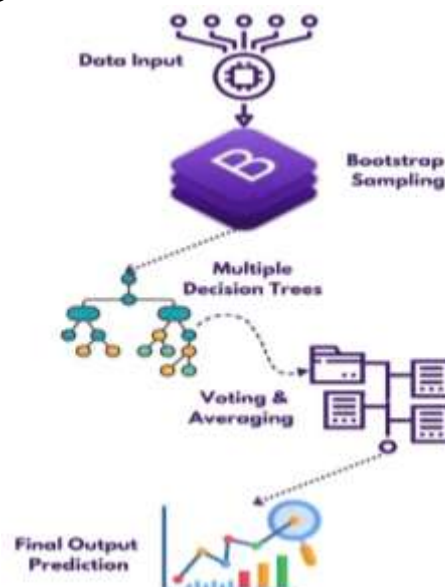 Data Input
B
Bootstrap
Sampling
Multiple
Decision Trees
Voting &
Averaging
Final Output
Prediction